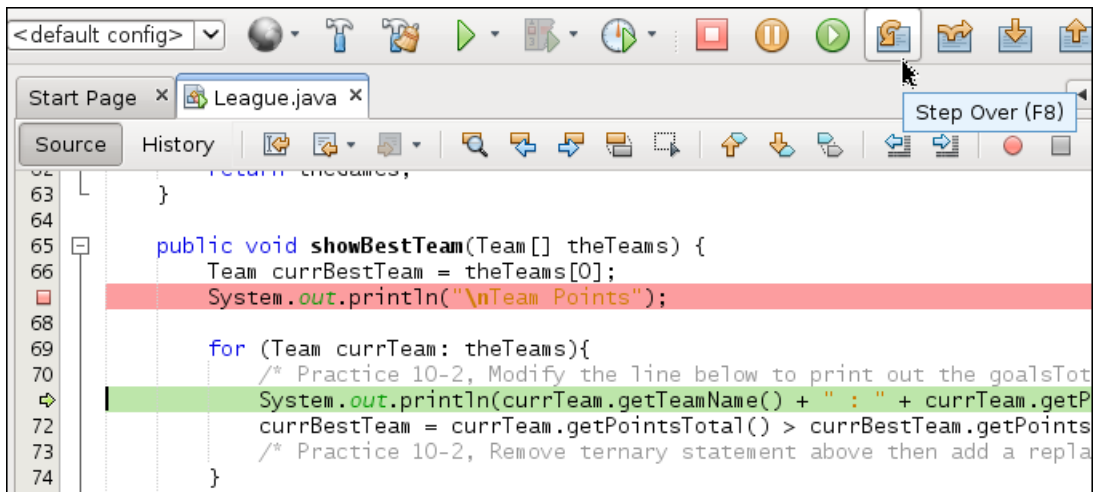 <default config>
Start Page × League.java ×
Step Over (F8)
Source History
return theGames;
63 }
64
65 public void showBestTeam(Team[] theTeams) {
66 Team currBestTeam = theTeams[0];
System.out.println("\nTeam Points");
68
69 for (Team currTeam: theTeams){
70 /* Practice 10-2, Modify the line below to print out the goalsTot
System.out.println(currTeam.getTeamName() + " : " + currTeam.getP
72 currBestTeam = currTeam.getPointsTotal() > currBestTeam.getPoints
73 /* Practice 10-2, Remove ternary statement above then add a repla
74 }